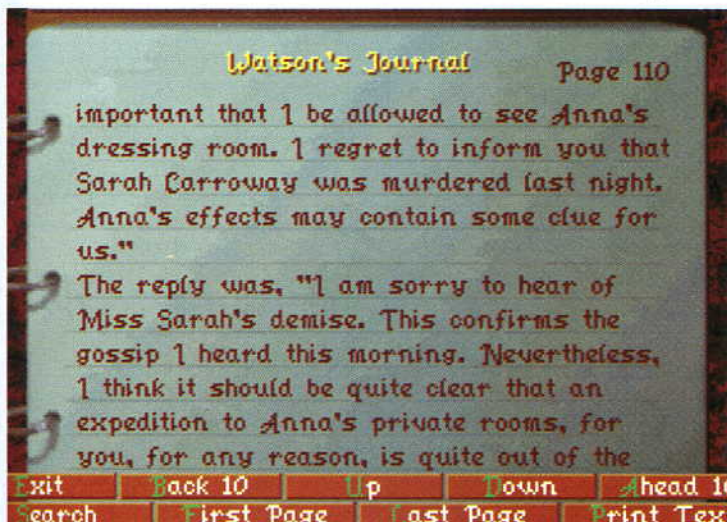 Watson's Journal
Page 110
important that I be allowed to see Anna's
dressing room. I regret to inform you that
Sarah Carroway was murdered last night.
Anna's effects may contain some clue for
us."
The reply was, "I am sorry to hear of
Miss Sarah's demise. This confirms the
gossip I heard this morning. Nevertheless,
I think it should be quite clear that an
expedition to Anna's private rooms, for
you, for any reason, is quite out of the
Exit Back 10 Up Down Ahead 10
Search First Page Last Page Print Tex